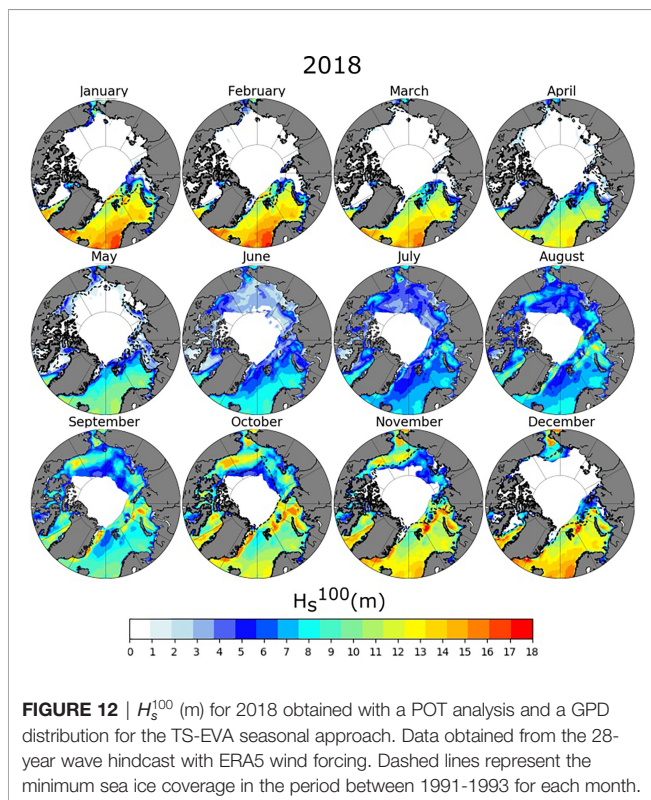 2018
January February March April
May June July August
September October November December
Hs¹⁰⁰(m)
0 1 2 3 4 5 6 7 8 9 10 11 12 13 14 15 16 17 18
FIGURE 12 | Hs¹⁰⁰ (m) for 2018 obtained with a POT analysis and a GPD
distribution for the TS-EVA seasonal approach. Data obtained from the 28-
year wave hindcast with ERA5 wind forcing. Dashed lines represent the
minimum sea ice coverage in the period between 1991-1993 for each month.